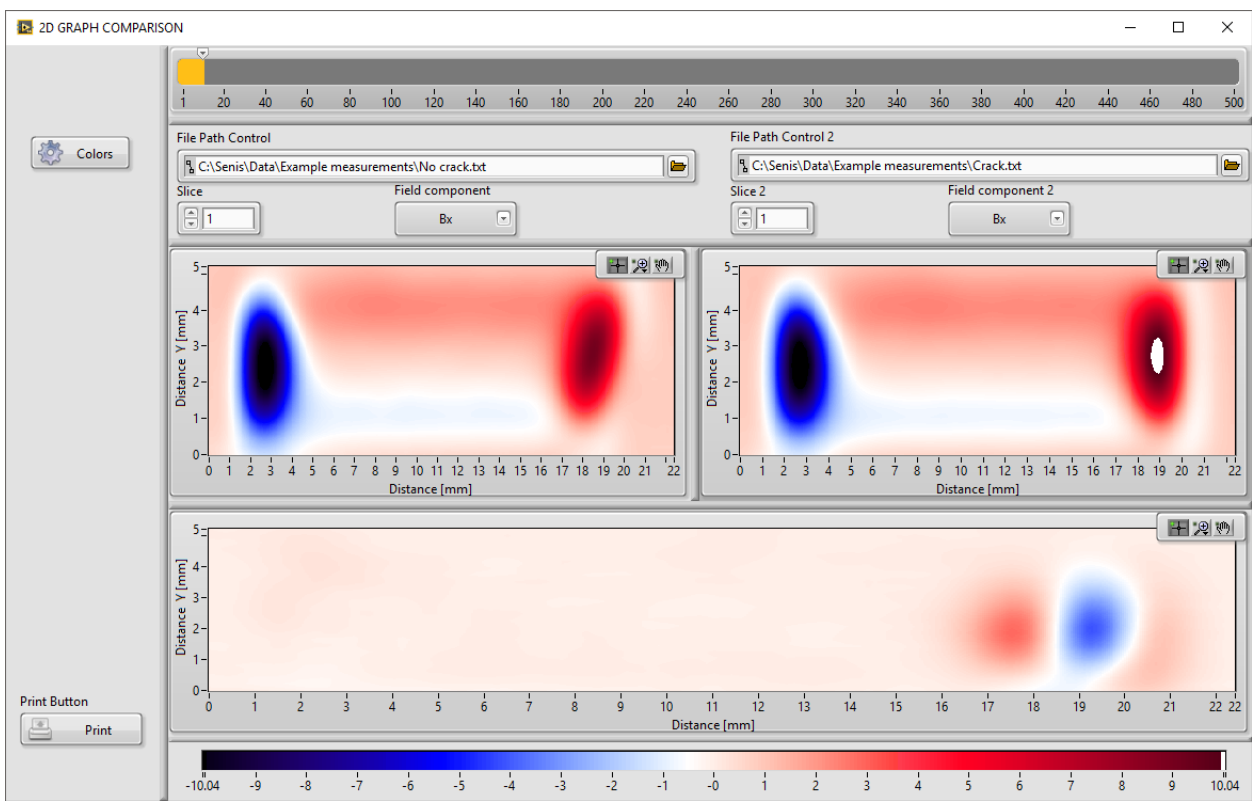 2D GRAPH COMPARISON
1 20 40 60 80 100 120 140 160 180 200 220 240 260 280 300 320 340 360 380 400 420 440 460 480 500
Colors
File Path Control
C:\Senis\Data\Example measurements\No crack.txt
Slice
Field component
1
Bx
File Path Control 2
C:\Senis\Data\Example measurements\Crack.txt
Slice 2
Field component 2
1
Bx
Distance Y [mm]
5
4
3
2
1
0
0 1 2 3 4 5 6 7 8 9 10 11 12 13 14 15 16 17 18 19 20 22
Distance [mm]
Distance Y [mm]
5
4
3
2
1
0
0 1 2 3 4 5 6 7 8 9 10 11 12 13 14 15 16 17 18 19 20 22
Distance [mm]
Distance Y [mm]
5
4
3
2
1
0
0 1 2 3 4 5 6 7 8 9 10 11 12 13 14 15 16 17 18 19 20 21 22 22
Distance [mm]
Print Button
Print
-10.04 -9 -8 -7 -6 -5 -4 -3 -2 -1 -0 1 2 3 4 5 6 7 8 9 10.04